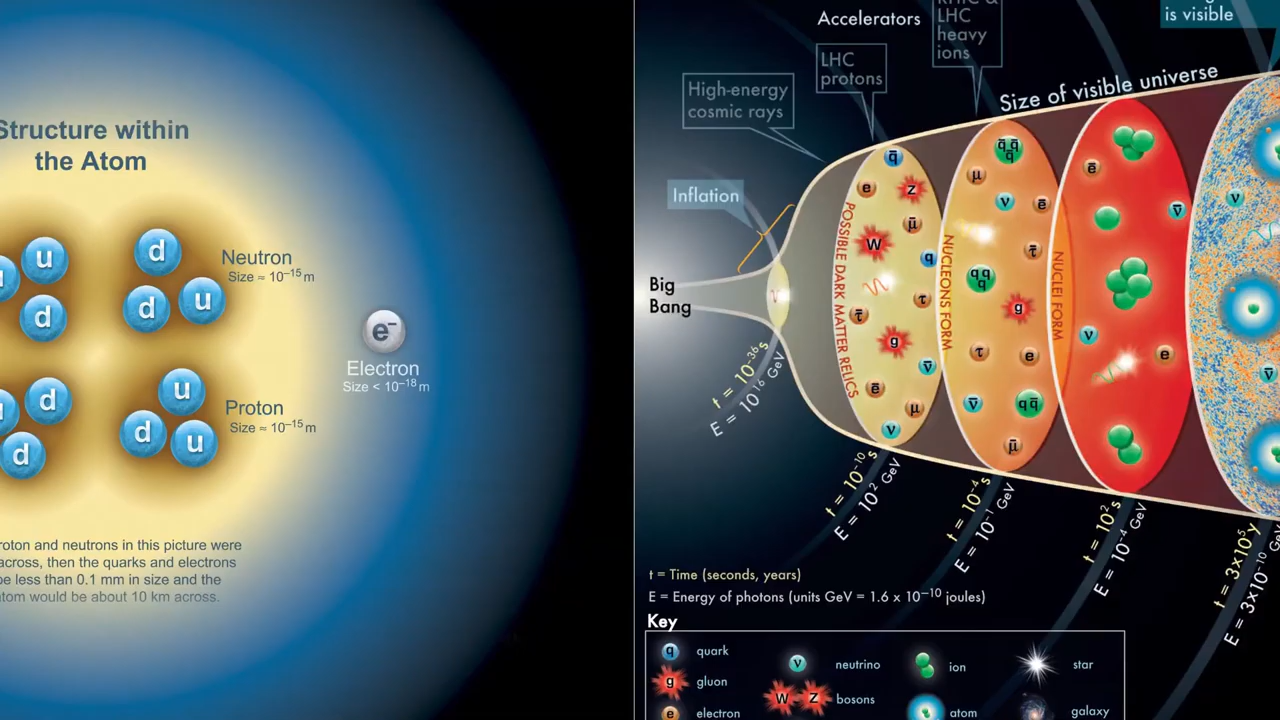 Structure within
the Atom
u
d
d
d
u
Neutron
Size ≈ 10⁻¹⁵ m
e⁻
Electron
Size < 10⁻¹⁸ m
d
d
u
d
u
Proton
Size ≈ 10⁻¹⁵ m
roton and neutrons in this picture were
across, then the quarks and electrons
be less than 0.1 mm in size and the
atom would be about 10 km across.
is visible
Accelerators
RHIC &
LHC
heavy
ions
LHC
protons
High-energy
cosmic rays
Size of visible universe
Inflation
Big
Bang
POSSIBLE DARK MATTER RELICS
NUCLEONS FORM
NUCLEI FORM
q̄
e
z
μ̄
W
q
τ
τ̄
g
ν̄
ē
μ
ν
q̄q̄
q̄
μ
ν
ē
τ̄
qq
q
g
τ
e
ν̄
qq̄
μ̄
ē
ν̄
ν
e
ν
ν̄
t = 10⁻³⁶ s
E = 10¹⁶ GeV
t = 10⁻¹⁰ s
E = 10² GeV
t = 10⁻⁴ s
E = 10⁻¹ GeV
t = 10² s
E = 10⁻⁴ GeV
t = 3x10⁵ y
E = 3x10⁻¹⁰ GeV
t = Time (seconds, years)
E = Energy of photons (units GeV = 1.6 x 10⁻¹⁰ joules)
Key
q quark
ν neutrino
ion
star
g gluon
W Z bosons
e electron
atom
galaxy